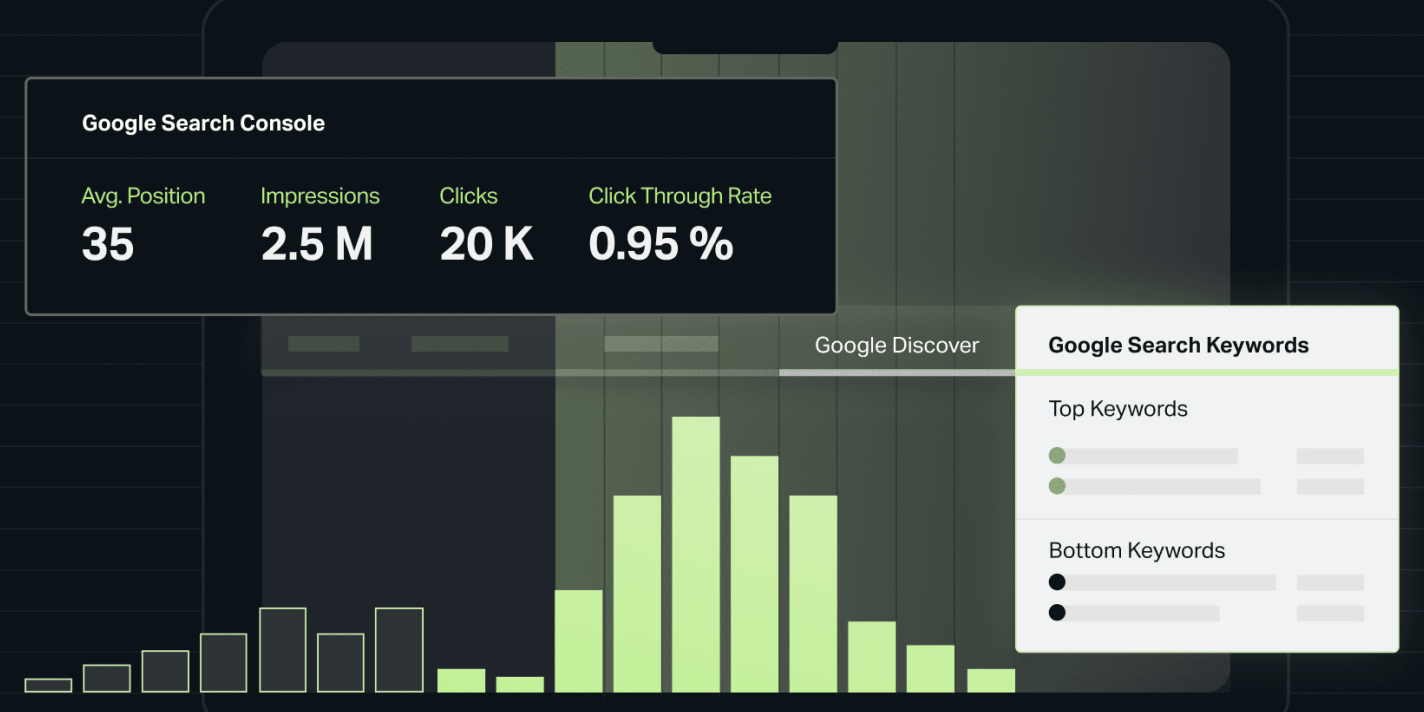 Google Search Console
Avg. Position Impressions Clicks Click Through Rate
35 2.5 M 20 K 0.95 %
Google Discover
Google Search Keywords
Top Keywords
Bottom Keywords